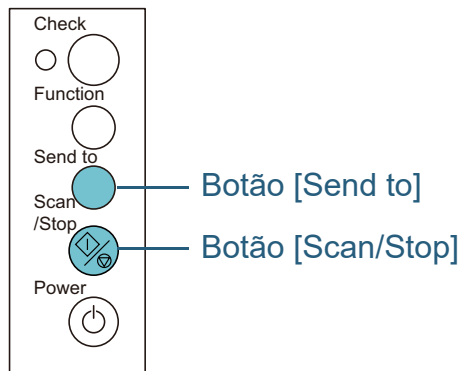 Check
Function
Send to
Botão [Send to]
Scan
/Stop
Botão [Scan/Stop]
Power